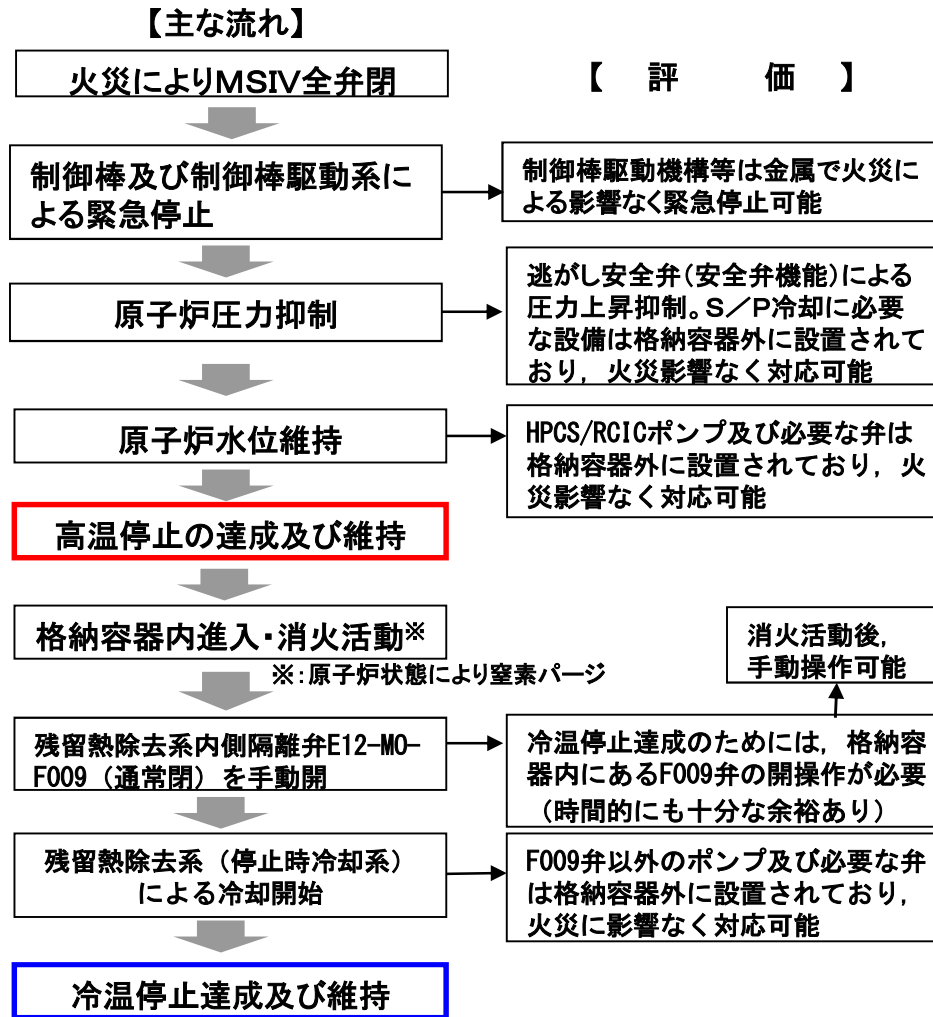 【主な流れ】
火災によりMSIV全弁閉
【　評　　価　】
制御棒及び制御棒駆動系に
よる緊急停止
制御棒駆動機構等は金属で火災に
よる影響なく緊急停止可能
原子炉圧力抑制
逃がし安全弁（安全弁機能）による
圧力上昇抑制。S／P冷却に必要
な設備は格納容器外に設置されて
おり，火災影響なく対応可能
原子炉水位維持
HPCS/RCICポンプ及び必要な弁は
格納容器外に設置されており，火
災影響なく対応可能
高温停止の達成及び維持
格納容器内進入・消火活動※
※：原子炉状態により窒素パージ
消火活動後，
手動操作可能
残留熱除去系内側隔離弁E12-MO-
F009（通常閉）を手動開
冷温停止達成のためには，格納容
器内にあるF009弁の開操作が必要
（時間的にも十分な余裕あり）
残留熱除去系（停止時冷却系）
による冷却開始
F009弁以外のポンプ及び必要な弁
は格納容器外に設置されており，
火災に影響なく対応可能
冷温停止達成及び維持